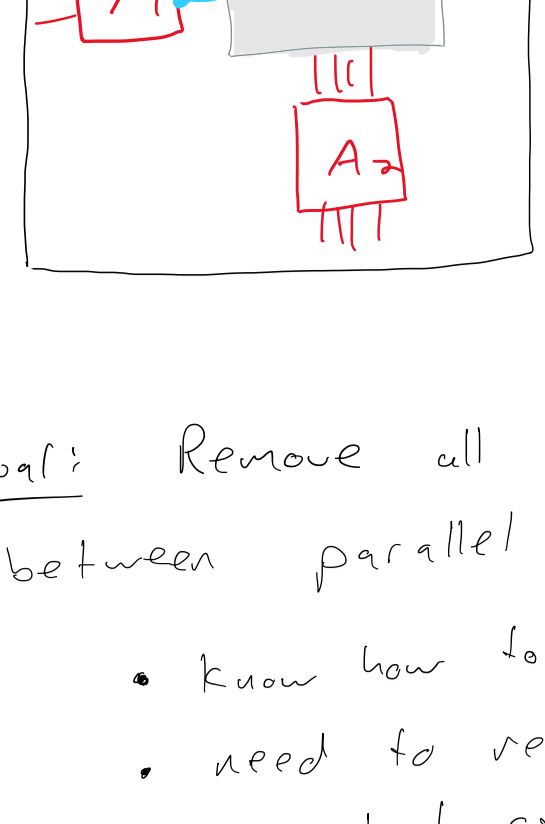 A2
Remove all
between parallel
• know how to
• need to re